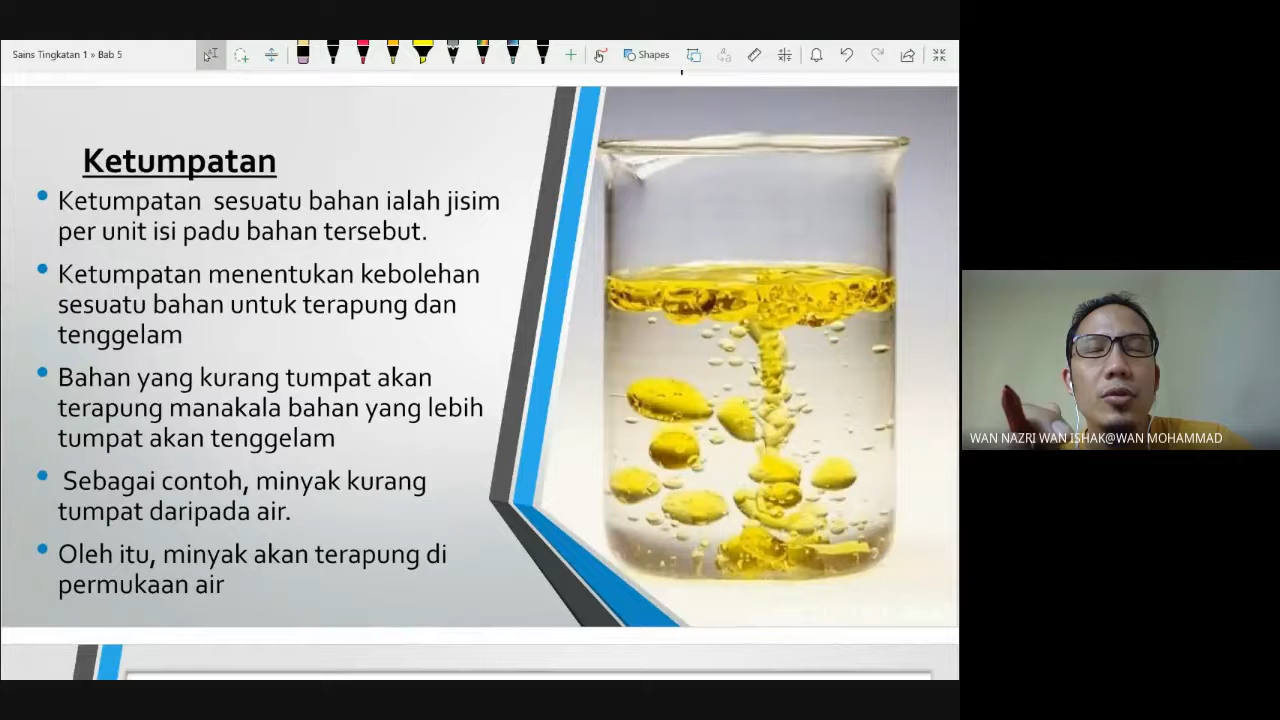 Sains Tingkatan 1 » Bab 5
Shapes
Ketumpatan
Ketumpatan sesuatu bahan ialah jisim
per unit isi padu bahan tersebut.
Ketumpatan menentukan kebolehan
sesuatu bahan untuk terapung dan
tenggelam
Bahan yang kurang tumpat akan
terapung manakala bahan yang lebih
tumpat akan tenggelam
Sebagai contoh, minyak kurang
tumpat daripada air.
Oleh itu, minyak akan terapung di
permukaan air
WAN NAZRI WAN ISHAK@WAN MOHAMMAD